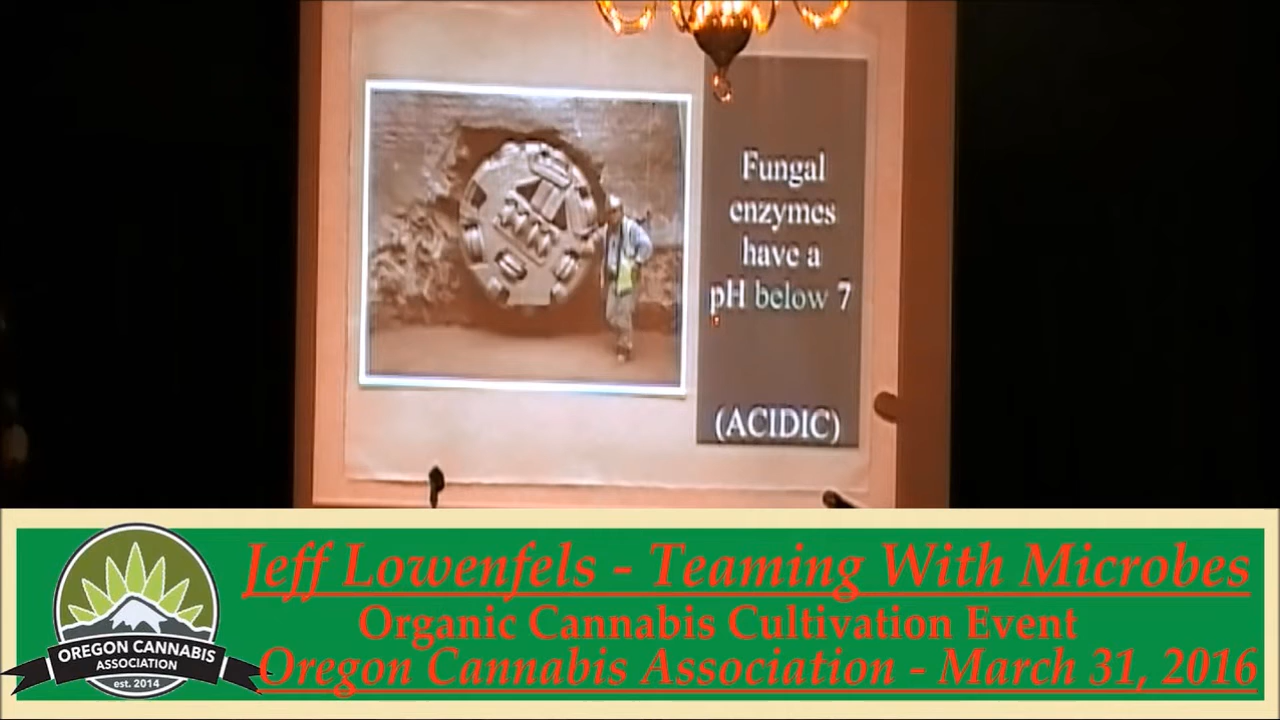 Fungal
enzymes
have a
pH below 7
(ACIDIC)
Jeff Lowenfels - Teaming With Microbes
Organic Cannabis Cultivation Event
Oregon Cannabis Association - March 31, 2016
OREGON CANNABIS
ASSOCIATION
est. 2014